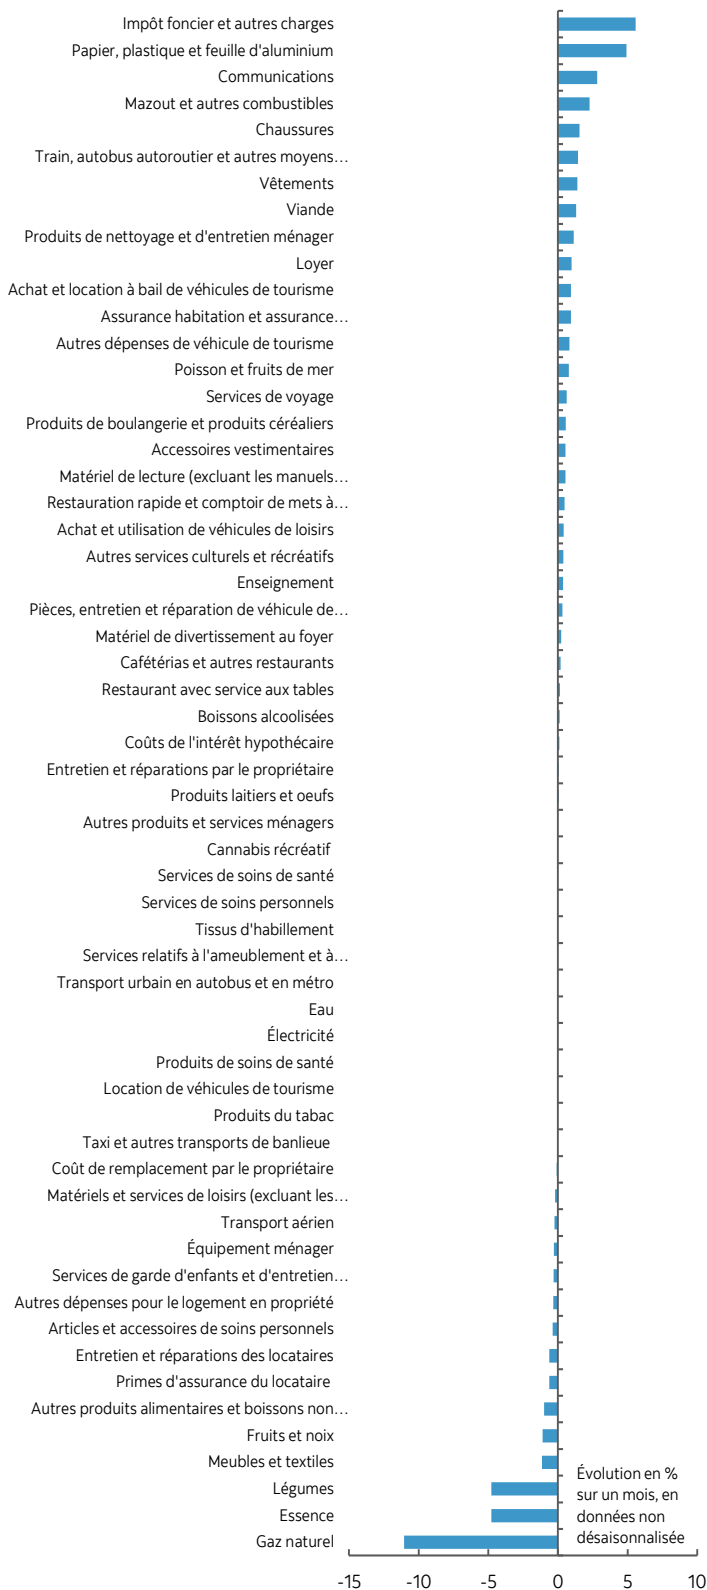 Impôt foncier et autres charges
Papier, plastique et feuille d'aluminium
Communications
Mazout et autres combustibles
Chaussures
Train, autobus autoroutier et autres moyens…
Vêtements
Viande
Produits de nettoyage et d'entretien ménager
Loyer
Achat et location à bail de véhicules de tourisme
Assurance habitation et assurance…
Autres dépenses de véhicule de tourisme
Poisson et fruits de mer
Services de voyage
Produits de boulangerie et produits céréaliers
Accessoires vestimentaires
Matériel de lecture (excluant les manuels…
Restauration rapide et comptoir de mets à…
Achat et utilisation de véhicules de loisirs
Autres services culturels et récréatifs
Enseignement
Pièces, entretien et réparation de véhicule de…
Matériel de divertissement au foyer
Cafétérias et autres restaurants
Restaurant avec service aux tables
Boissons alcoolisées
Coûts de l'intérêt hypothécaire
Entretien et réparations par le propriétaire
Produits laitiers et oeufs
Autres produits et services ménagers
Cannabis récréatif
Services de soins de santé
Services de soins personnels
Tissus d'habillement
Services relatifs à l'ameublement et à…
Transport urbain en autobus et en métro
Eau
Électricité
Produits de soins de santé
Location de véhicules de tourisme
Produits du tabac
Taxi et autres transports de banlieue
Coût de remplacement par le propriétaire
Matériels et services de loisirs (excluant les…
Transport aérien
Équipement ménager
Services de garde d'enfants et d'entretien…
Autres dépenses pour le logement en propriété
Articles et accessoires de soins personnels
Entretien et réparations des locataires
Primes d'assurance du locataire
Autres produits alimentaires et boissons non…
Fruits et noix
Meubles et textiles
Légumes
Essence
Gaz naturel
Évolution en %
sur un mois, en
données non
désaisonnalisée
-15 -10 -5 0 5 10